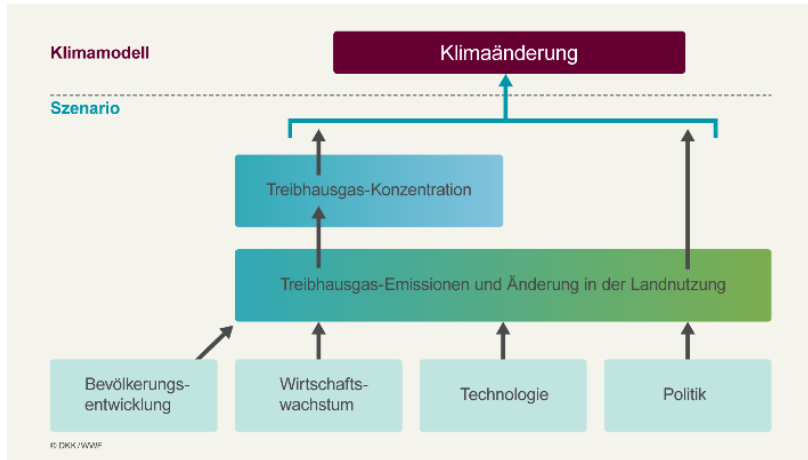 Klimamodell
Klimaänderung
Szenario
Treibhausgas-Konzentration
Treibhausgas-Emissionen und Änderung in der Landnutzung
Bevölkerungs-
entwicklung
Wirtschafts-
wachstum
Technologie
Politik
© DKK/WWF